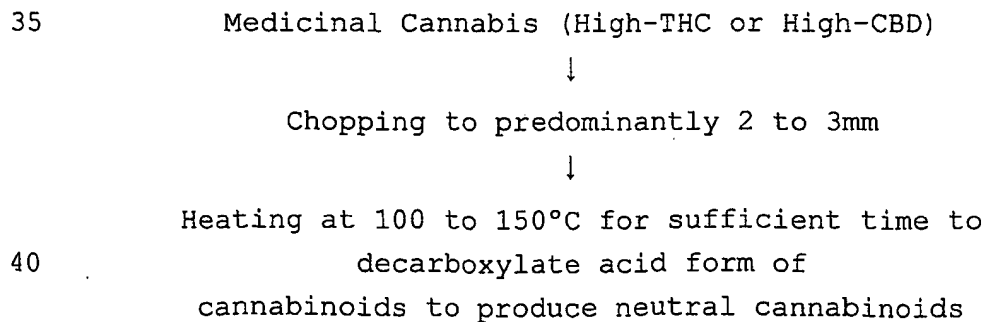 35 Medicinal Cannabis (High-THC or High-CBD)
↓
Chopping to predominantly 2 to 3mm
↓
Heating at 100 to 150°C for sufficient time to
40 decarboxylate acid form of
cannabinoids to produce neutral cannabinoids